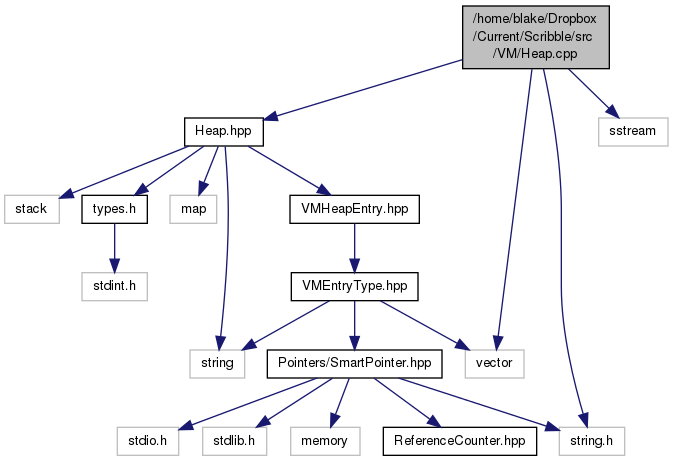 /home/blake/Dropbox
/Current/Scribble/src
/VM/Heap.cpp
Heap.hpp
sstream
stack
types.h
map
VMHeapEntry.hpp
stdint.h
VMEntryType.hpp
string
Pointers/SmartPointer.hpp
vector
stdio.h
stdlib.h
memory
ReferenceCounter.hpp
string.h